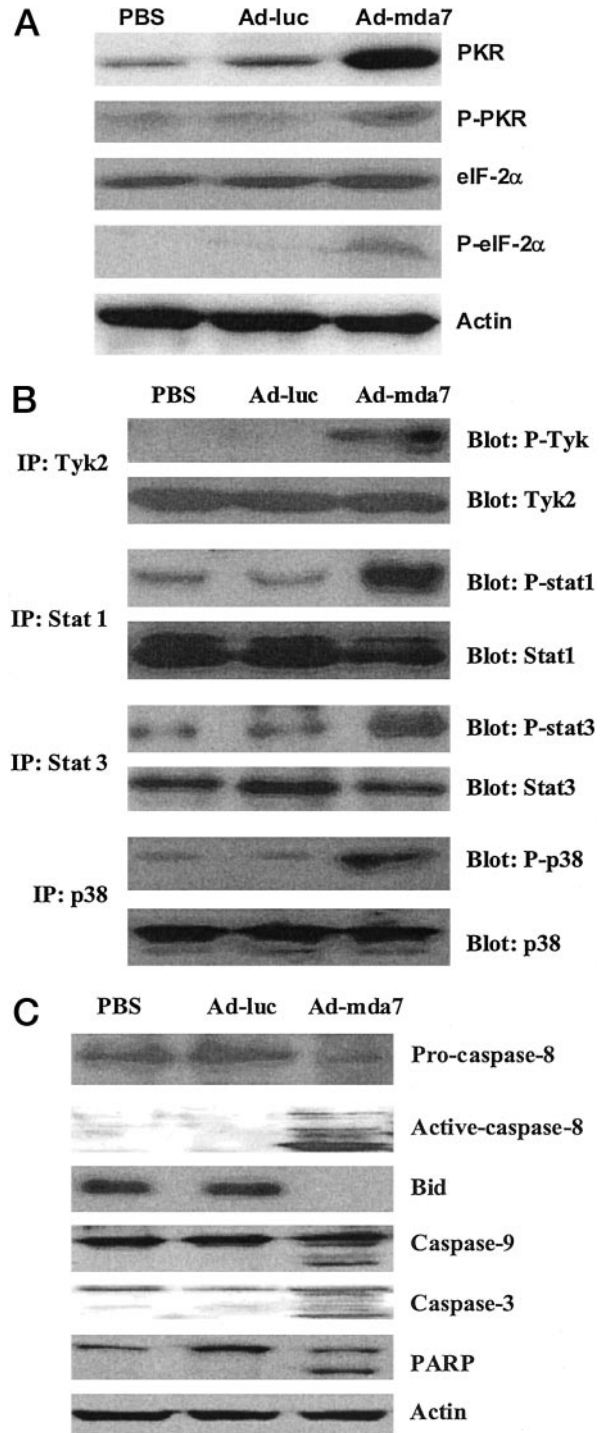 A
PBS Ad-luc Ad-mda7
PKR
P-PKR
eIF-2α
P-eIF-2α
Actin
B
PBS Ad-luc Ad-mda7
IP: Tyk2
Blot: P-Tyk
Blot: Tyk2
IP: Stat 1
Blot: P-stat1
Blot: Stat1
IP: Stat 3
Blot: P-stat3
Blot: Stat3
IP: p38
Blot: P-p38
Blot: p38
C
PBS Ad-luc Ad-mda7
Pro-caspase-8
Active-caspase-8
Bid
Caspase-9
Caspase-3
PARP
Actin